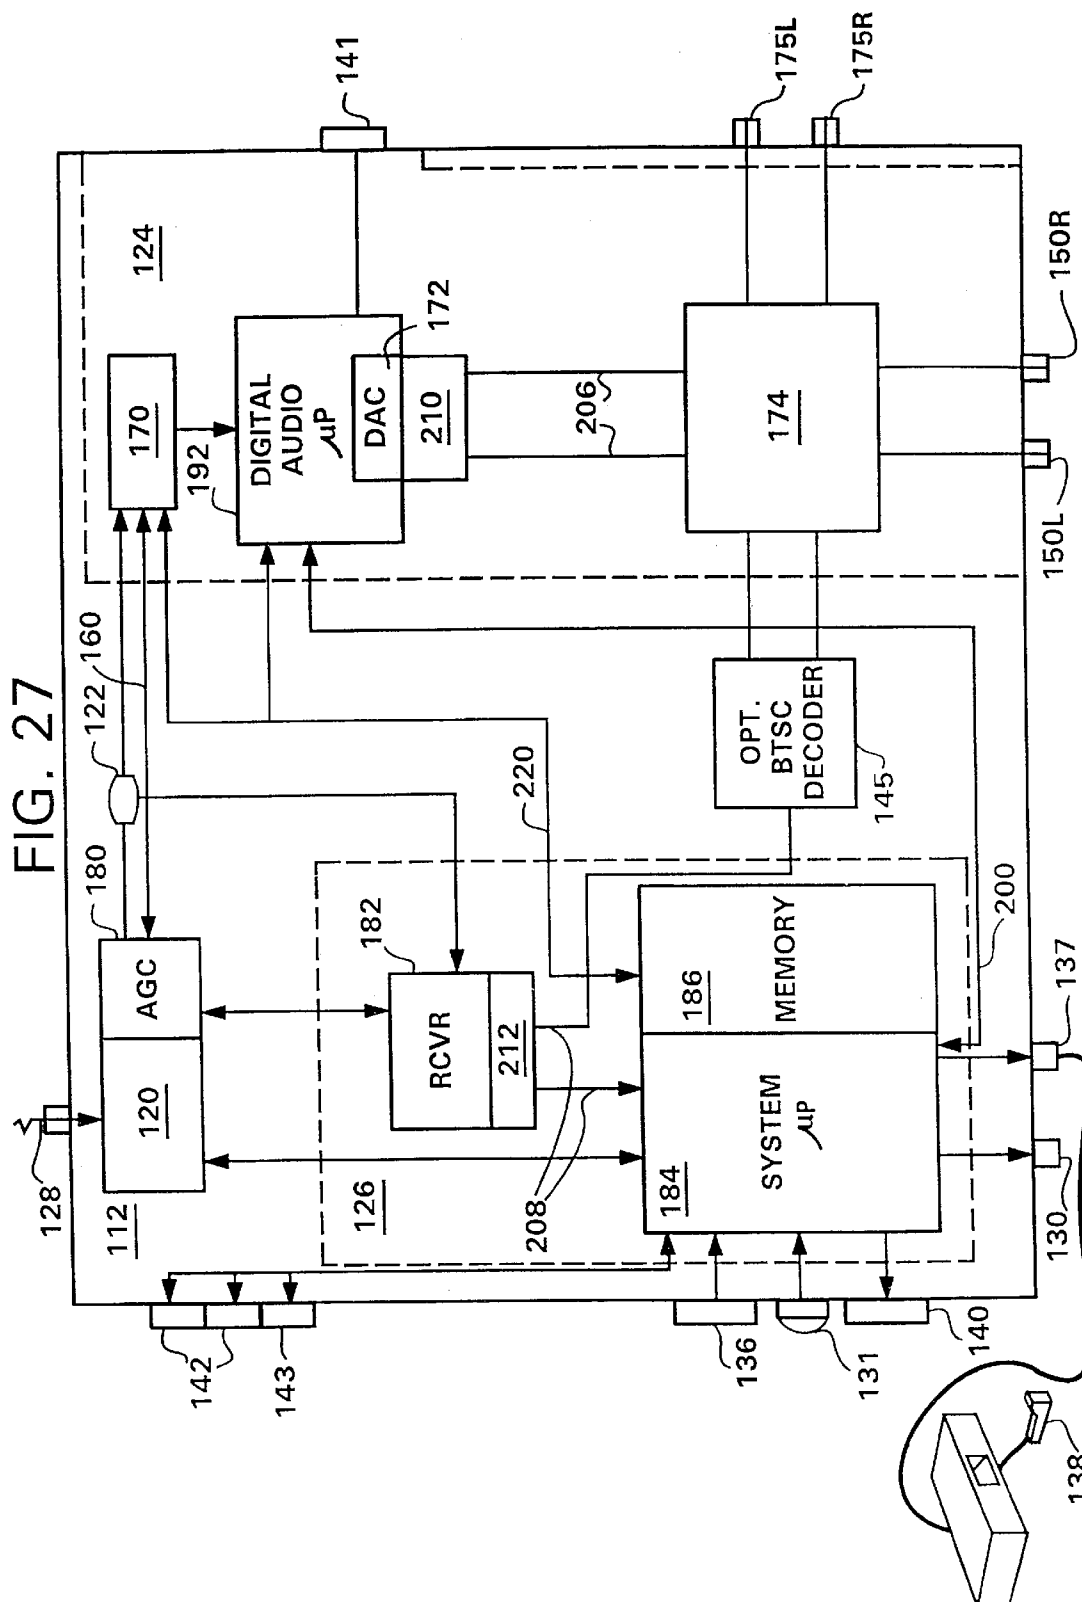 FIG. 27
128
112
120
AGC
180
122
160
170
124
192
DIGITAL
AUDIO
µP
DAC
172
210
141
142
143
126
182
RCVR
212
208
220
206
174
175L
175R
184
SYSTEM
µP
186
MEMORY
OPT.
BTSC
DECODER
145
200
136
131
140
130
137
138
150L
150R